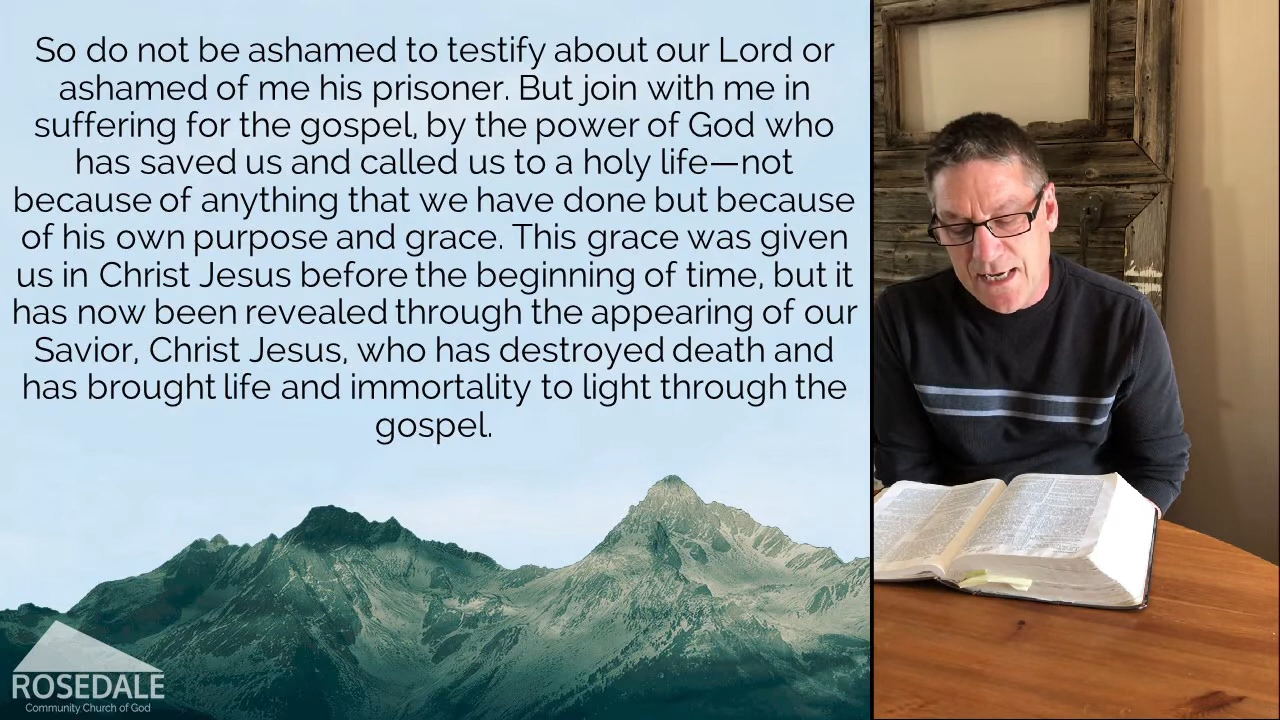 So do not be ashamed to testify about our Lord or
ashamed of me his prisoner. But join with me in
suffering for the gospel, by the power of God who
has saved us and called us to a holy life—not
because of anything that we have done but because
of his own purpose and grace. This grace was given
us in Christ Jesus before the beginning of time, but it
has now been revealed through the appearing of our
Savior, Christ Jesus, who has destroyed death and
has brought life and immortality to light through the
gospel.
ROSEDALE
Community Church of God